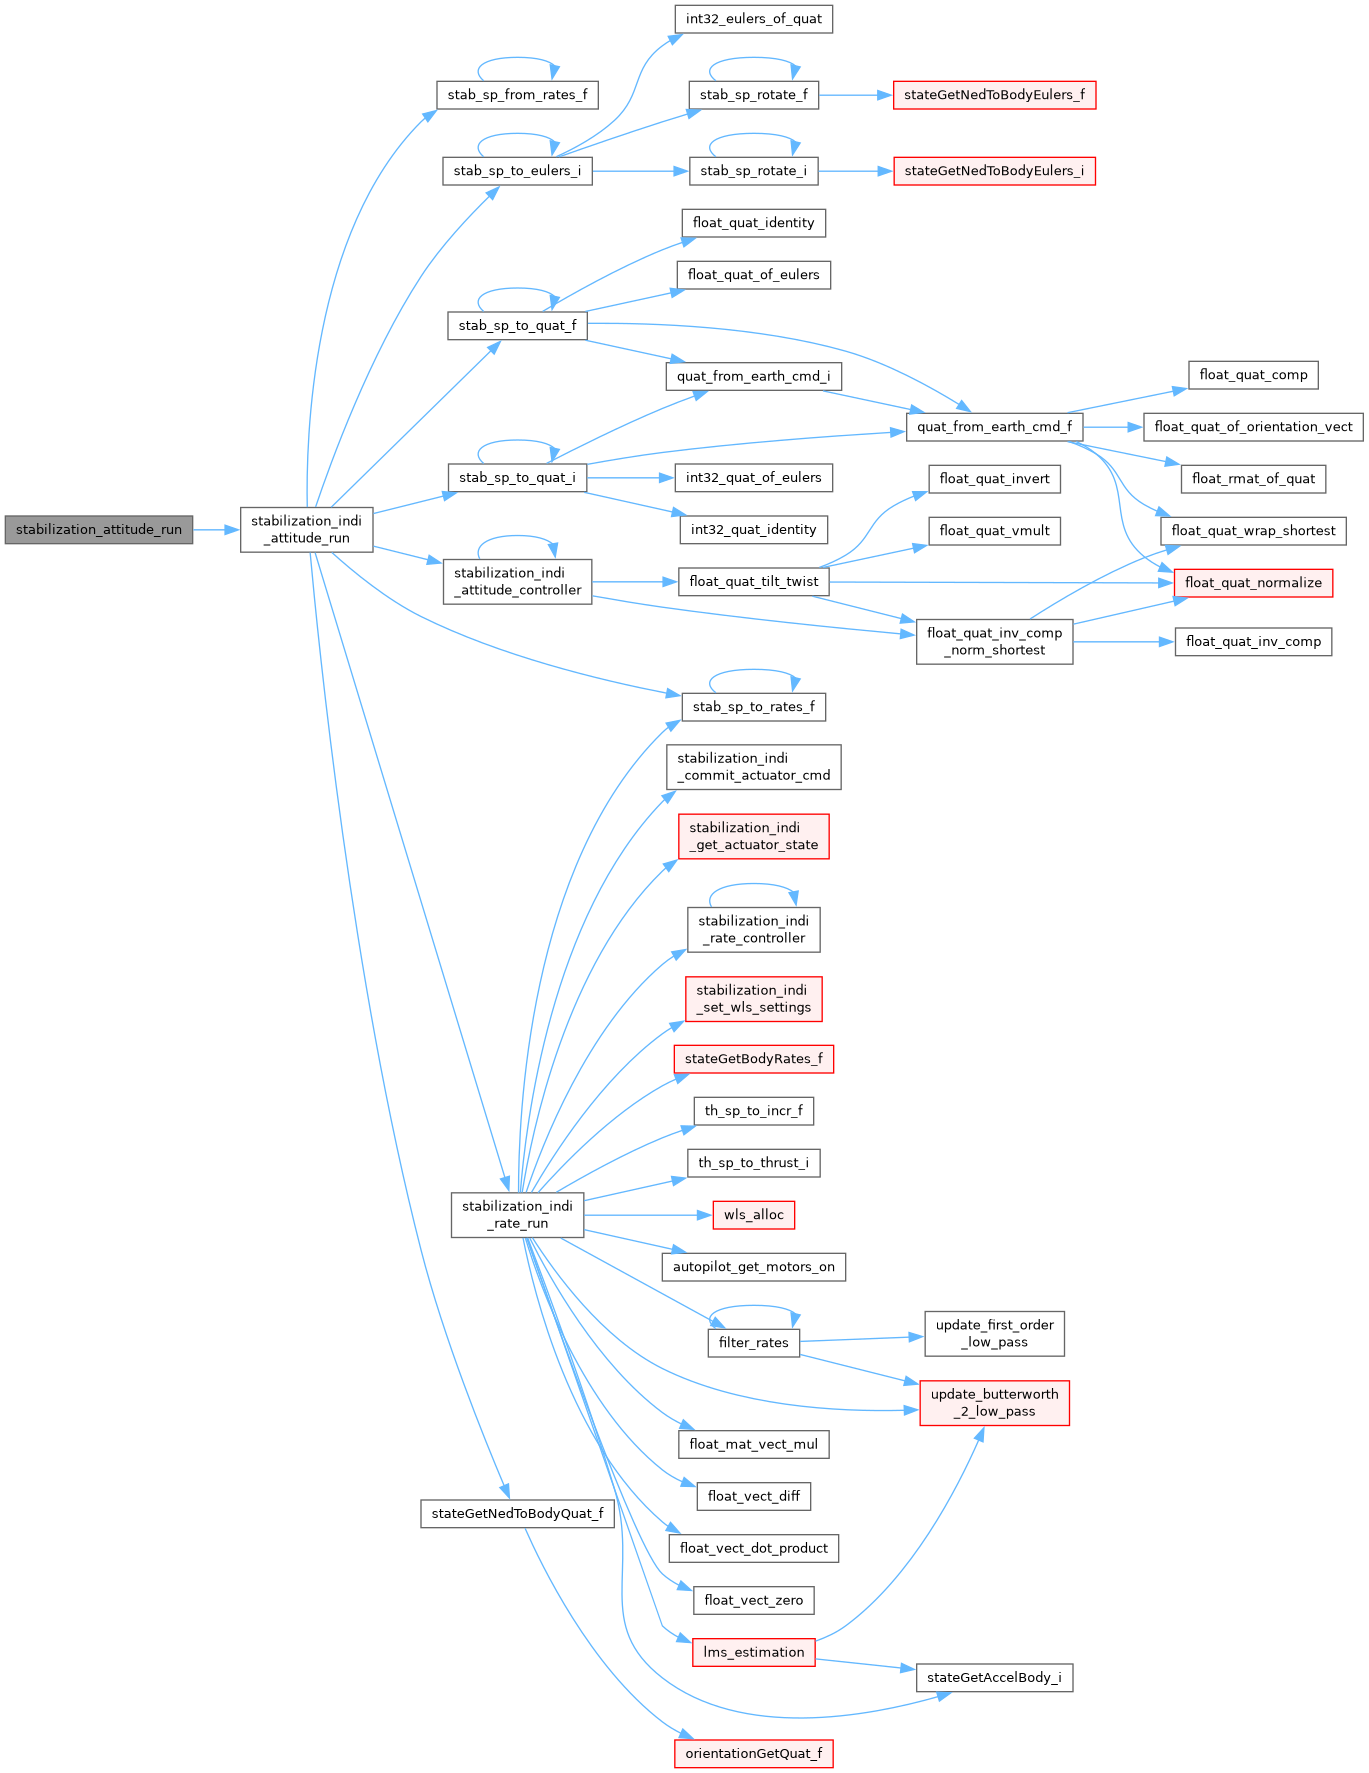 int32_eulers_of_quat
stab_sp_from_rates_f
stab_sp_rotate_f
stateGetNedToBodyEulers_f
stab_sp_to_eulers_i
stab_sp_rotate_i
stateGetNedToBodyEulers_i
float_quat_identity
float_quat_of_eulers
stab_sp_to_quat_f
quat_from_earth_cmd_i
float_quat_comp
quat_from_earth_cmd_f
float_quat_of_orientation_vect
stab_sp_to_quat_i
int32_quat_of_eulers
float_quat_invert
float_rmat_of_quat
stabilization_attitude_run
stabilization_indi
_attitude_run
int32_quat_identity
float_quat_vmult
float_quat_wrap_shortest
stabilization_indi
_attitude_controller
float_quat_tilt_twist
float_quat_normalize
float_quat_inv_comp
_norm_shortest
float_quat_inv_comp
stab_sp_to_rates_f
stabilization_indi
_commit_actuator_cmd
stabilization_indi
_get_actuator_state
stabilization_indi
_rate_controller
stabilization_indi
_set_wls_settings
stateGetBodyRates_f
th_sp_to_incr_f
th_sp_to_thrust_i
stabilization_indi
_rate_run
wls_alloc
autopilot_get_motors_on
filter_rates
update_first_order
_low_pass
update_butterworth
_2_low_pass
float_mat_vect_mul
float_vect_diff
stateGetNedToBodyQuat_f
float_vect_dot_product
float_vect_zero
lms_estimation
stateGetAccelBody_i
orientationGetQuat_f